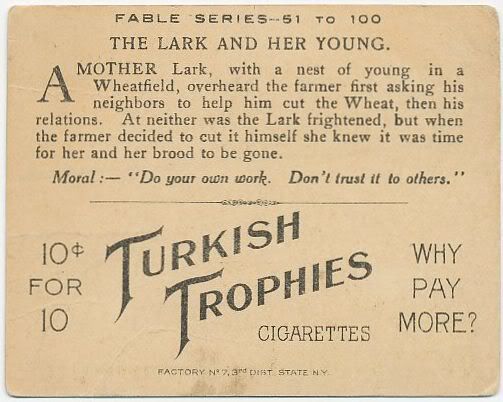 FABLE SERIES--51 TO 100
THE LARK AND HER YOUNG.
A MOTHER Lark, with a nest of young in a
Wheatfield, overheard the farmer first asking his
neighbors to help him cut the Wheat, then his
relations. At neither was the Lark frightened, but when
the farmer decided to cut it himself she knew it was time
for her and her brood to be gone.
Moral:— "Do your own work. Don't trust it to others."
10¢
FOR
10
TURKISH
TROPHIES
CIGARETTES
WHY
PAY
MORE?
FACTORY Nº 7, 3rd DIST. STATE N.Y.